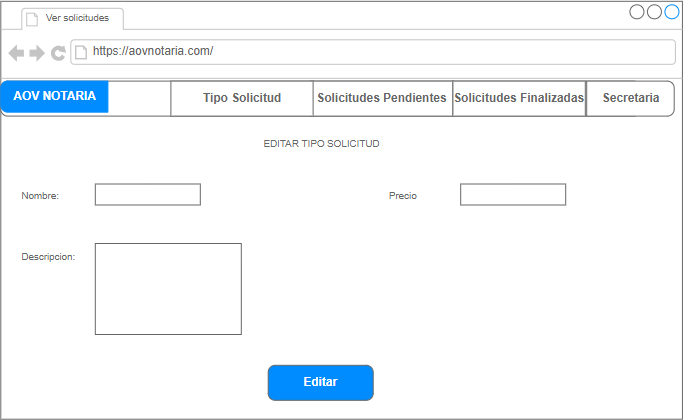 Ver solicitudes
https://aovnotaria.com/
AOV NOTARIA Tipo Solicitud Solicitudes Pendientes Solicitudes Finalizadas Secretaria
EDITAR TIPO SOLICITUD
Nombre: Precio
Descripcion:
Editar